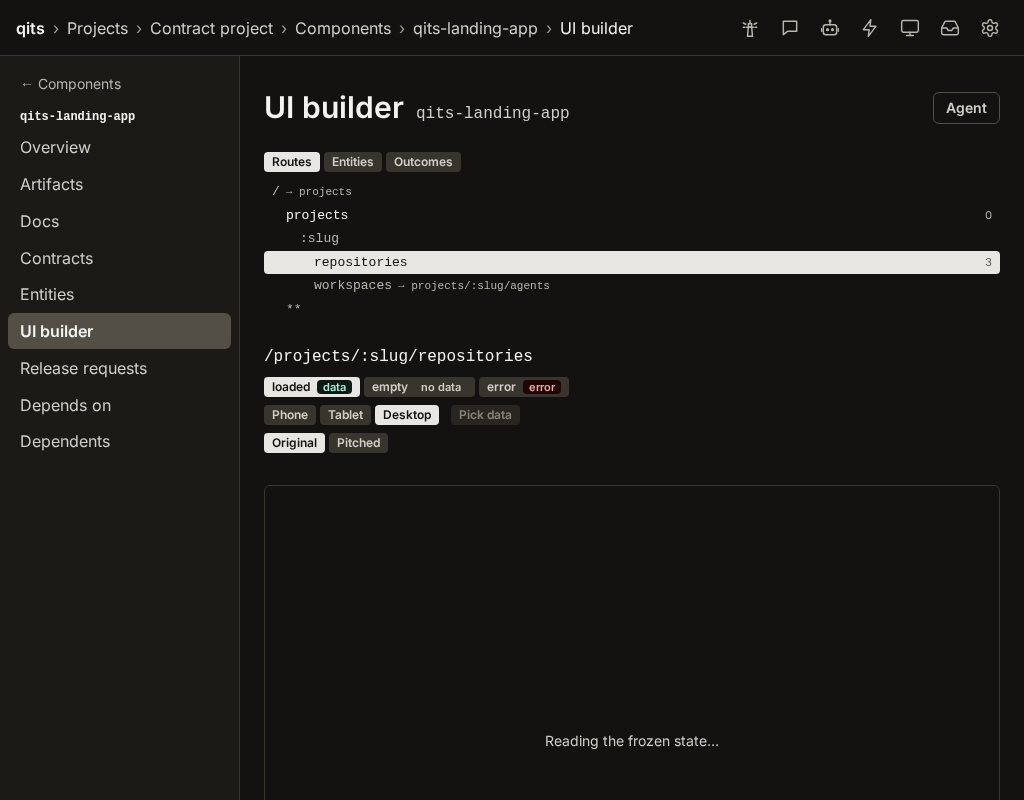 qits › Projects › Contract project › Components › qits-landing-app › UI builder
← Components
qits-landing-app
Overview
Artifacts
Docs
Contracts
Entities
UI builder
Release requests
Depends on
Dependents
UI builder qits-landing-app
Agent
Routes Entities Outcomes
/ → projects
projects 0
:slug
repositories 3
workspaces → projects/:slug/agents
**
/projects/:slug/repositories
loaded data empty no data error error
Phone Tablet Desktop Pick data
Original Pitched
Reading the frozen state…